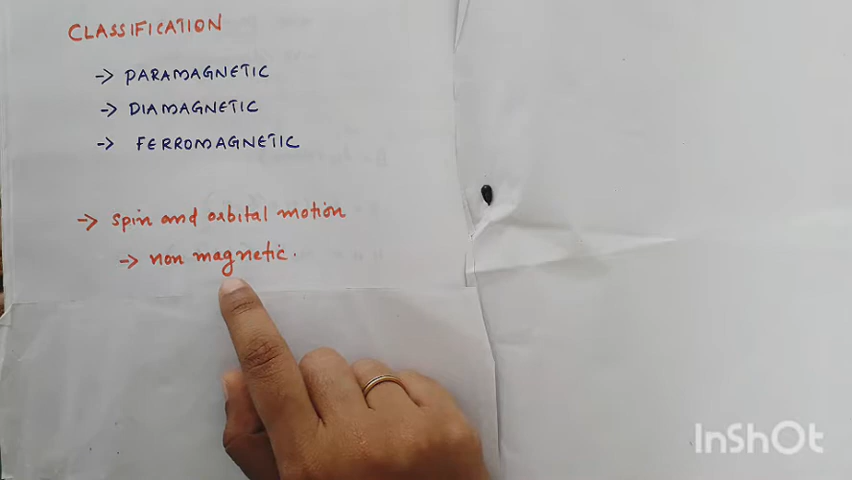 CLASSIFICATION
-> PARAMAGNETIC
-> DIAMAGNETIC
-> FERROMAGNETIC
-> spin and orbital motion
-> non magnetic.
InShOt